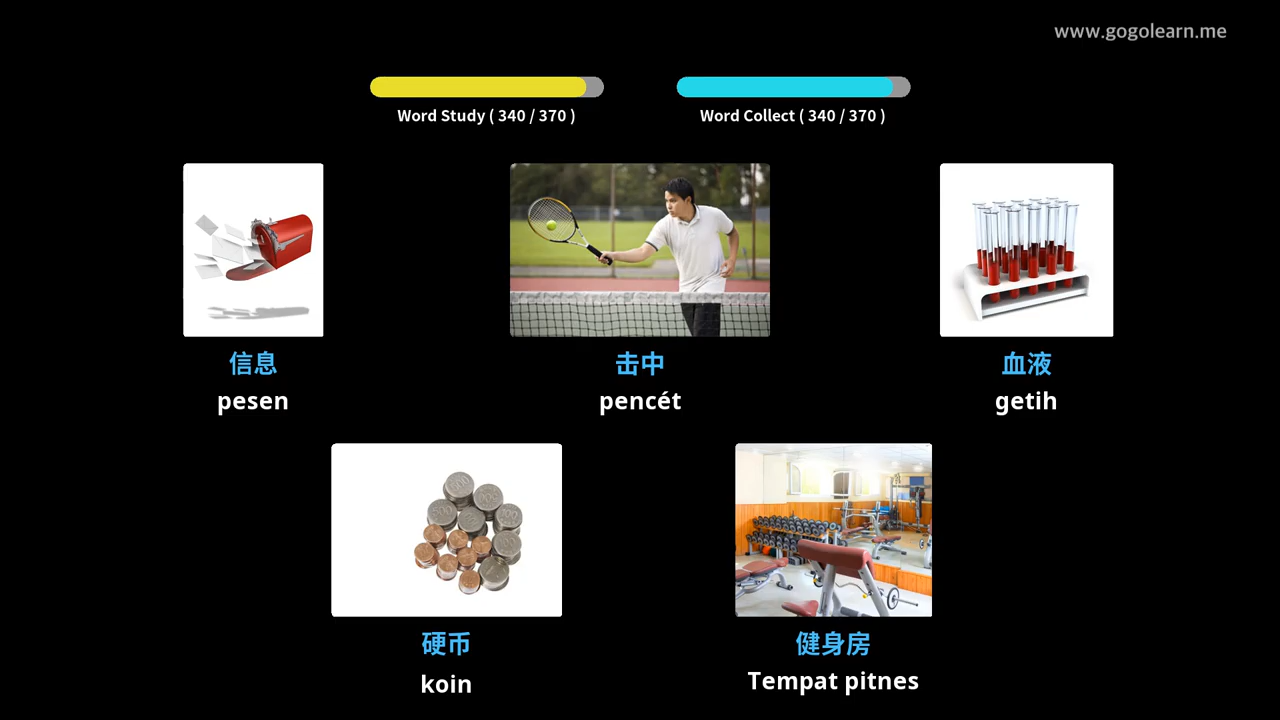 www.gogolearn.me
Word Study ( 340 / 370 )
Word Collect ( 340 / 370 )
信息
pesen
击中
pencét
血液
getih
硬币
koin
健身房
Tempat pitnes